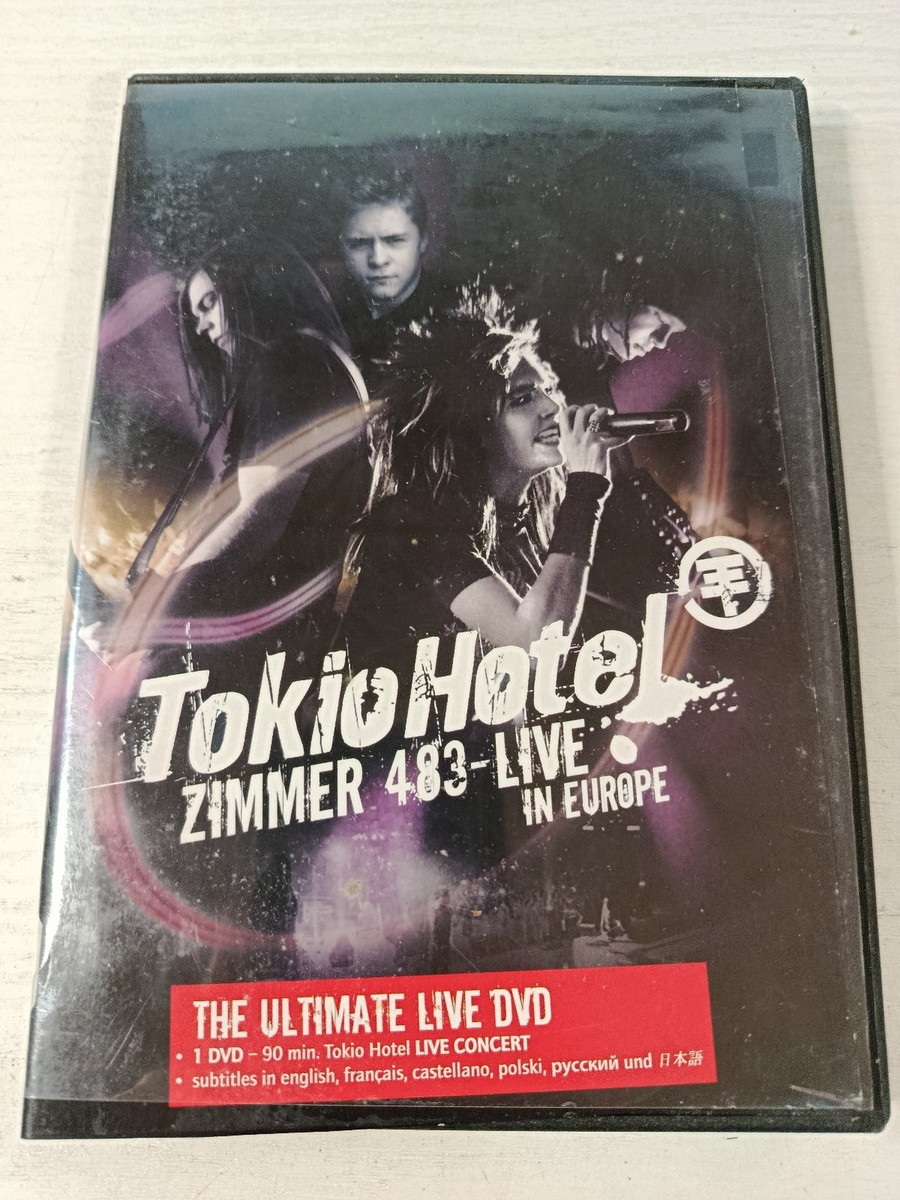 Tokio Hotel
ZIMMER 483-LIVE
IN EUROPE
THE ULTIMATE LIVE DVD
• 1 DVD – 90 min. Tokio Hotel LIVE CONCERT
• subtitles in english, français, castellano, polski, русский und 日本語